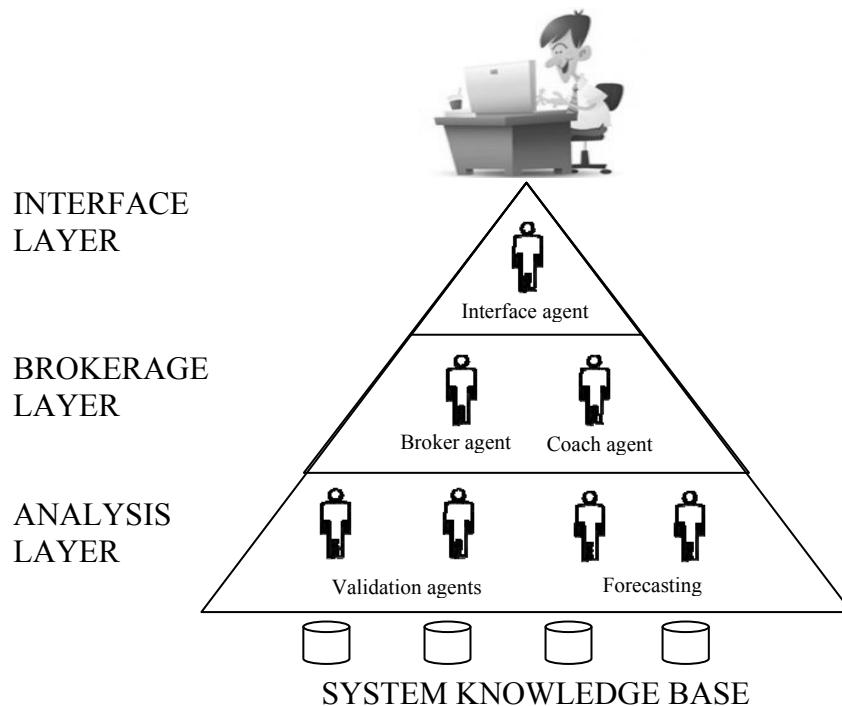 INTERFACE
LAYER
Interface agent
BROKERAGE
LAYER
Broker agent
Coach agent
ANALYSIS
LAYER
Validation agents
Forecasting
SYSTEM KNOWLEDGE BASE